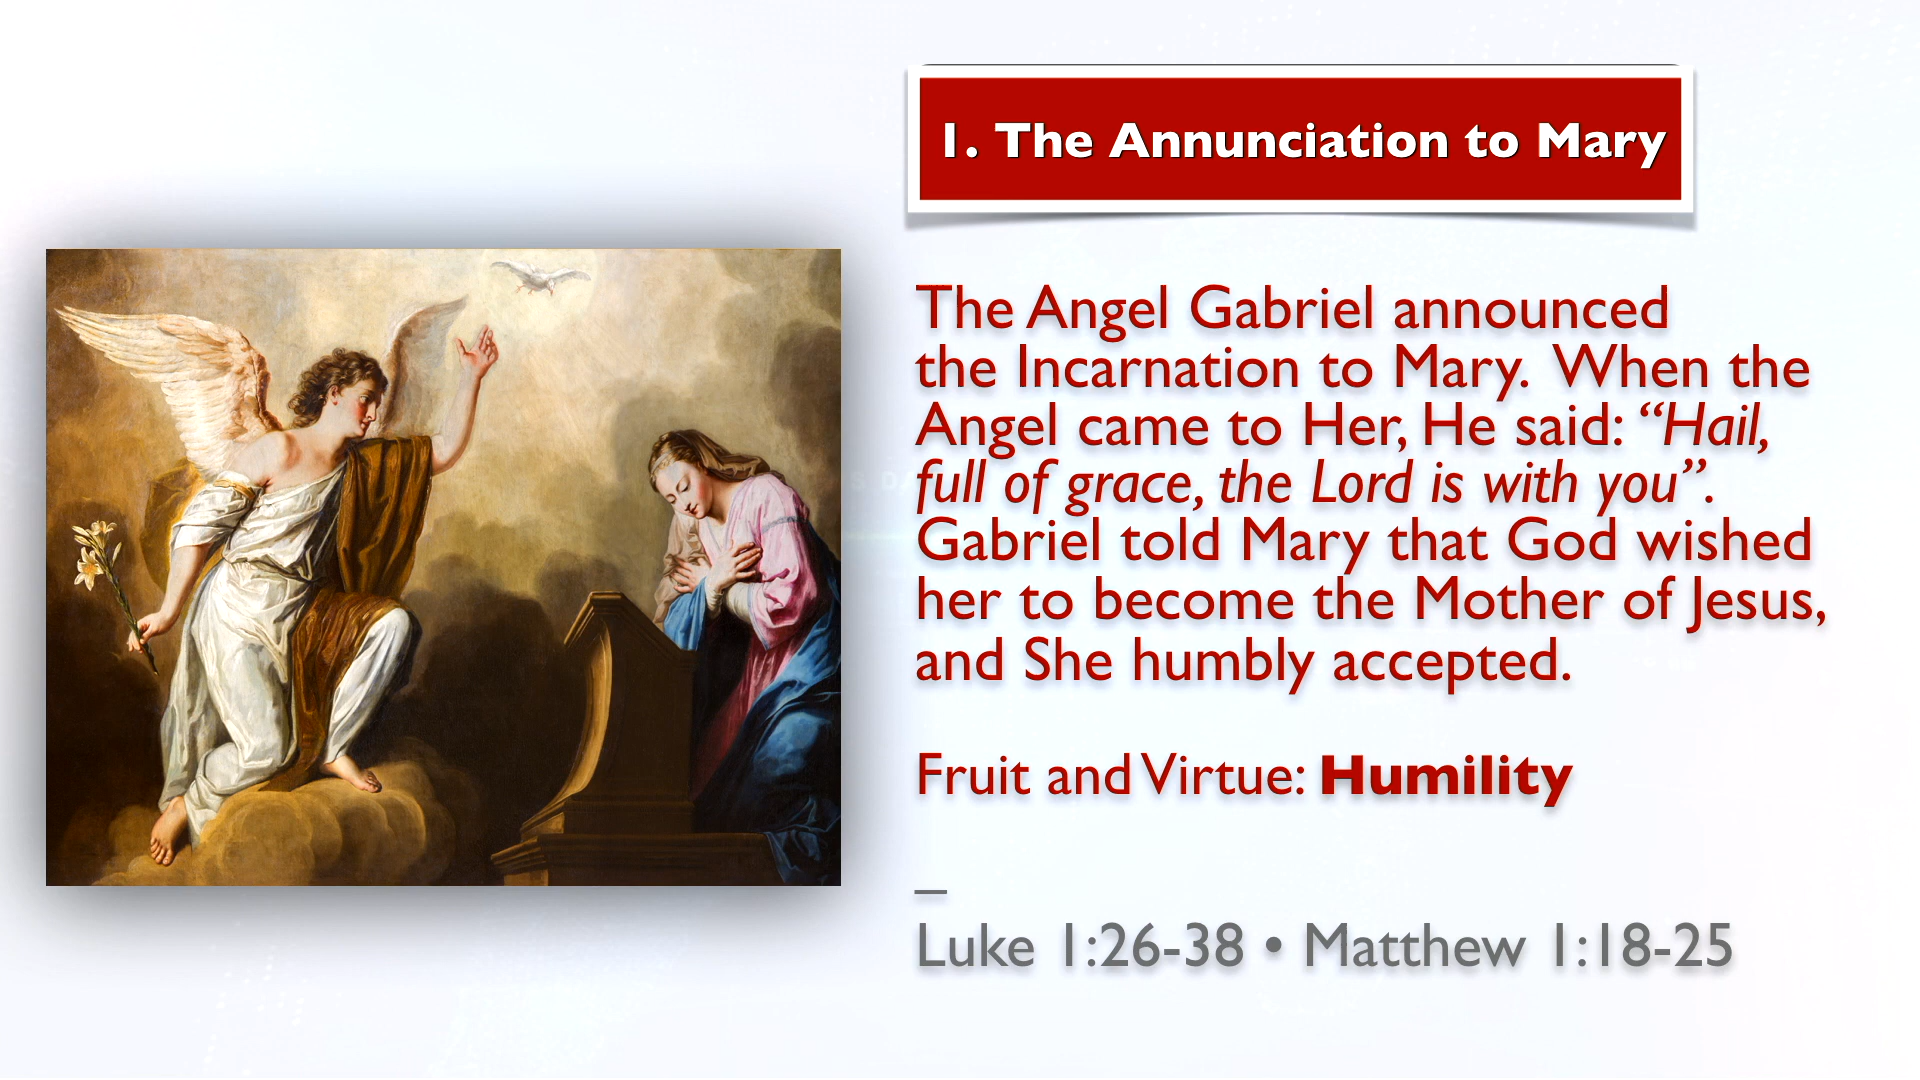 1. The Annunciation to Mary
The Angel Gabriel announced
the Incarnation to Mary. When the
Angel came to Her, He said: “Hail,
full of grace, the Lord is with you”.
Gabriel told Mary that God wished
her to become the Mother of Jesus,
and She humbly accepted.
Fruit and Virtue: Humility
–
Luke 1:26-38 • Matthew 1:18-25